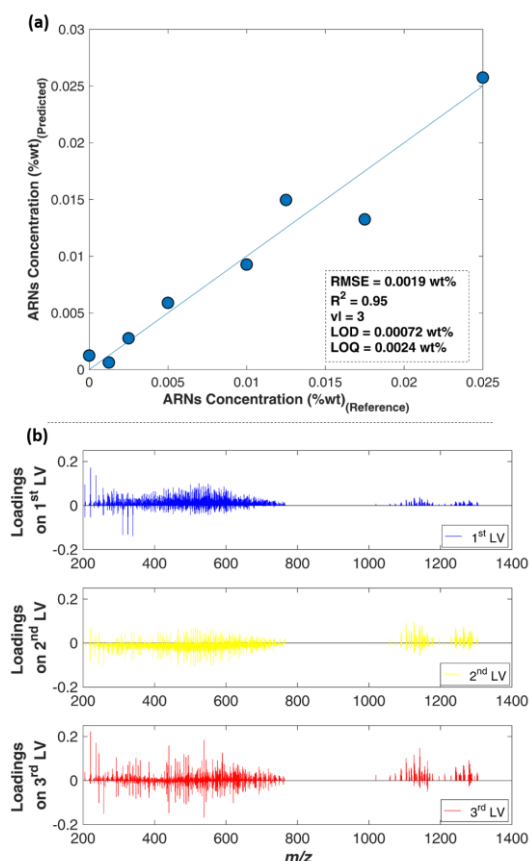 (a)
0.03
0.025
0.02
0.015
0.01
0.005
0
ARNs Concentration (%wt)(Predicted)
RMSE = 0.0019 wt%
R² = 0.95
vl = 3
LOD = 0.00072 wt%
LOQ = 0.0024 wt%
0 0.005 0.01 0.015 0.02 0.025
ARNs Concentration (%wt)(Reference)
(b)
Loadings
on 1st LV
0.2
0
-0.2
1st LV
200 400 600 800 1000 1200 1400
Loadings
on 2nd LV
0.2
0
-0.2
2nd LV
200 400 600 800 1000 1200 1400
Loadings
on 3rd LV
0.2
0
-0.2
3rd LV
200 400 600 800 1000 1200 1400
m/z